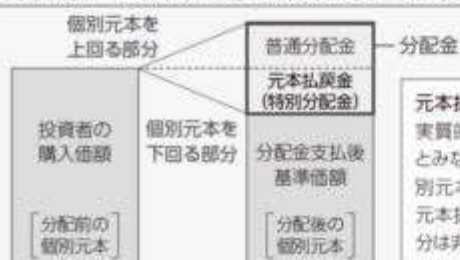 個別元本を
上回る部分
普通分配金
分配金
元本払戻金
(特別分配金)
投資者の
購入価額
個別元本を
下回る部分
分配金支払後
基準価額
[分配前の
個別元本]
[分配後の
個別元本]
元本払
実質的
とみな
別元本
元本払
分は非